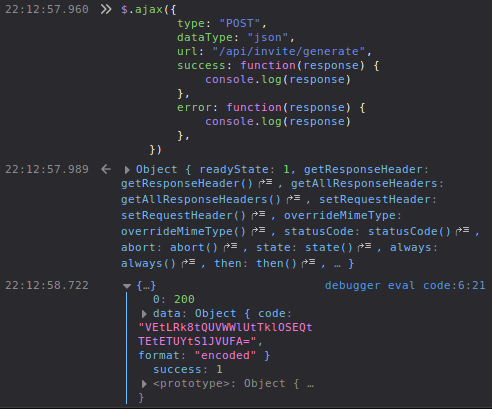 22:12:57.960 $.ajax({
type: "POST",
dataType: "json",
url: "/api/invite/generate",
success: function(response) {
console.log(response)
},
error: function(response) {
console.log(response)
},
})
22:12:57.989 Object { readyState: 1, getResponseHeader:
getResponseHeader() , getAllResponseHeaders:
getAllResponseHeaders() , setRequestHeader:
setRequestHeader() , overrideMimeType:
overrideMimeType() , statusCode: statusCode() ,
abort: abort() , state: state() , always:
always() , then: then() , … }
22:12:58.722 {…} debugger eval code:6:21
0: 200
data: Object { code:
"VEtLRk8tQUVWWlUtTklOSEQt
TEtETUYtS1JVUFA=",
format: "encoded" }
success: 1
<prototype>: Object { …
}